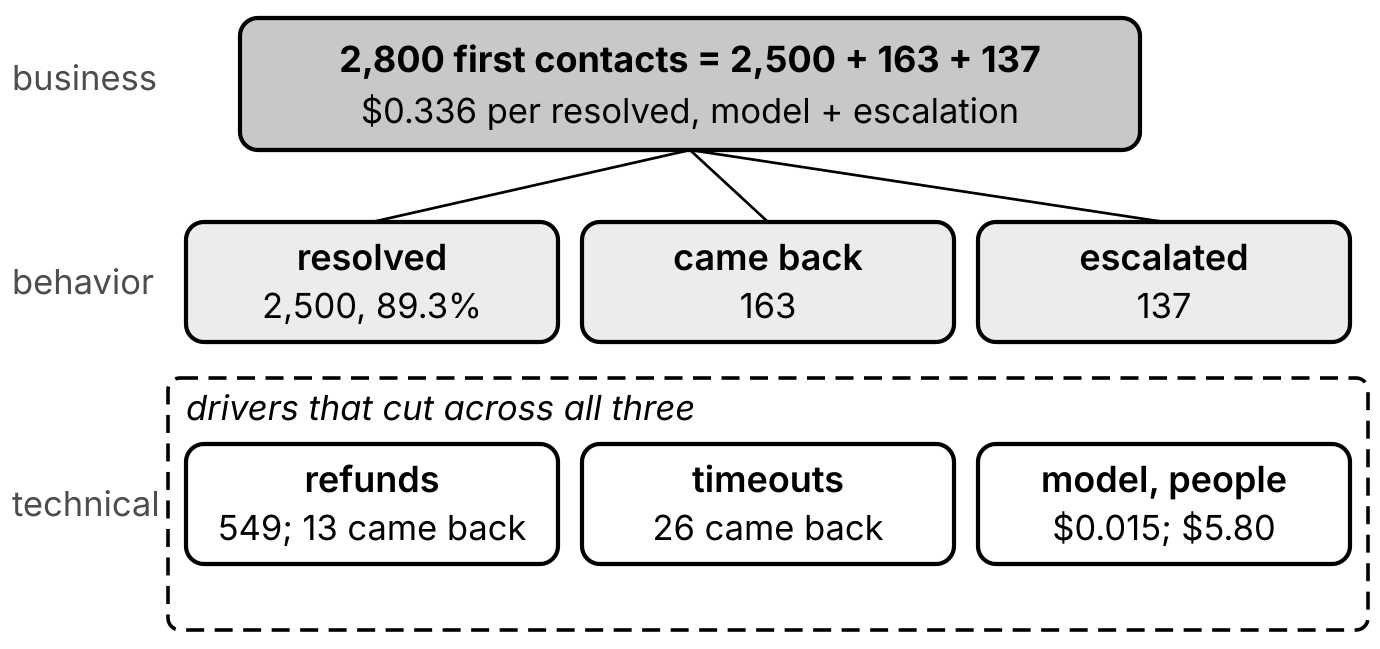 business
2,800 first contacts = 2,500 + 163 + 137
$0.336 per resolved, model + escalation
behavior
resolved
2,500, 89.3%
came back
163
escalated
137
drivers that cut across all three
technical
refunds
549; 13 came back
timeouts
26 came back
model, people
$0.015; $5.80